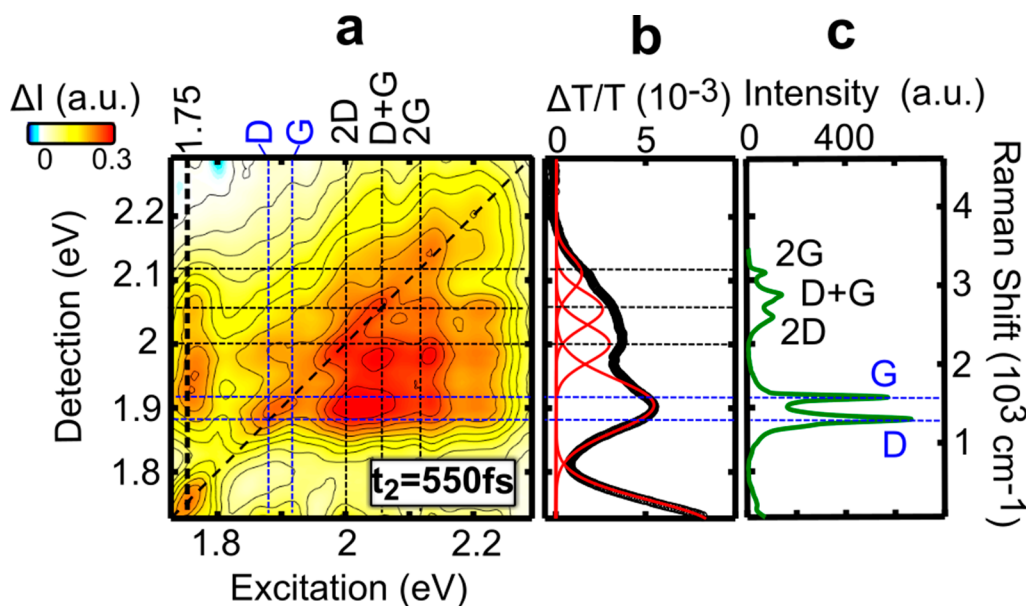 a
b
c
ΔI (a.u.)
0 0.3
1.75
D
G
2D
D+G
2G
ΔT/T (10-3)
0 5
Intensity (a.u.)
0 400
Detection (eV)
2.2
2.1
2
1.9
1.8
t2=550fs
1.8 2 2.2
Excitation (eV)
2G
D+G
2D
G
D
4
3
2
1
Raman Shift (103 cm-1)